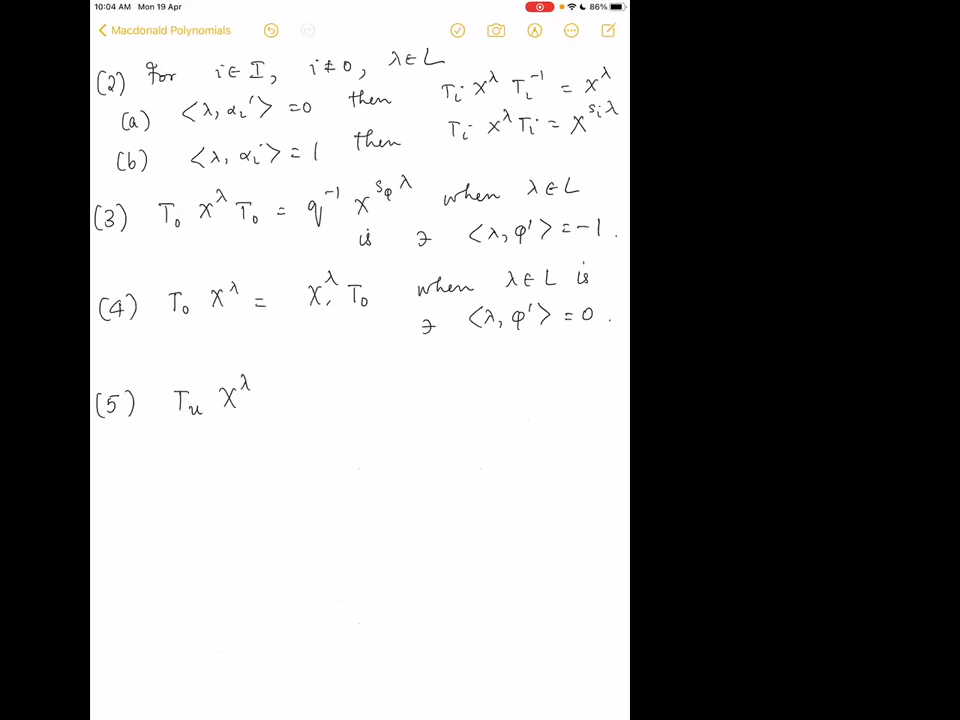 10:04 AM Mon 19 Apr 86%
Macdonald Polynomials
(2) For i ∈ I, i ≠ 0, λ ∈ L
(a) <λ, αi'> = 0 then Ti X^λ Ti^-1 = X^λ
(b) <λ, αi'> = 1 then Ti X^λ Ti = X^{si λ}
(3) T0 X^λ T0 = q^-1 X^{sφ λ} when λ ∈ L
is ∋ <λ, φ'> = -1.
(4) T0 X^λ = X^λ T0 when λ ∈ L is
∋ <λ, φ'> = 0.
(5) Tu X^λ